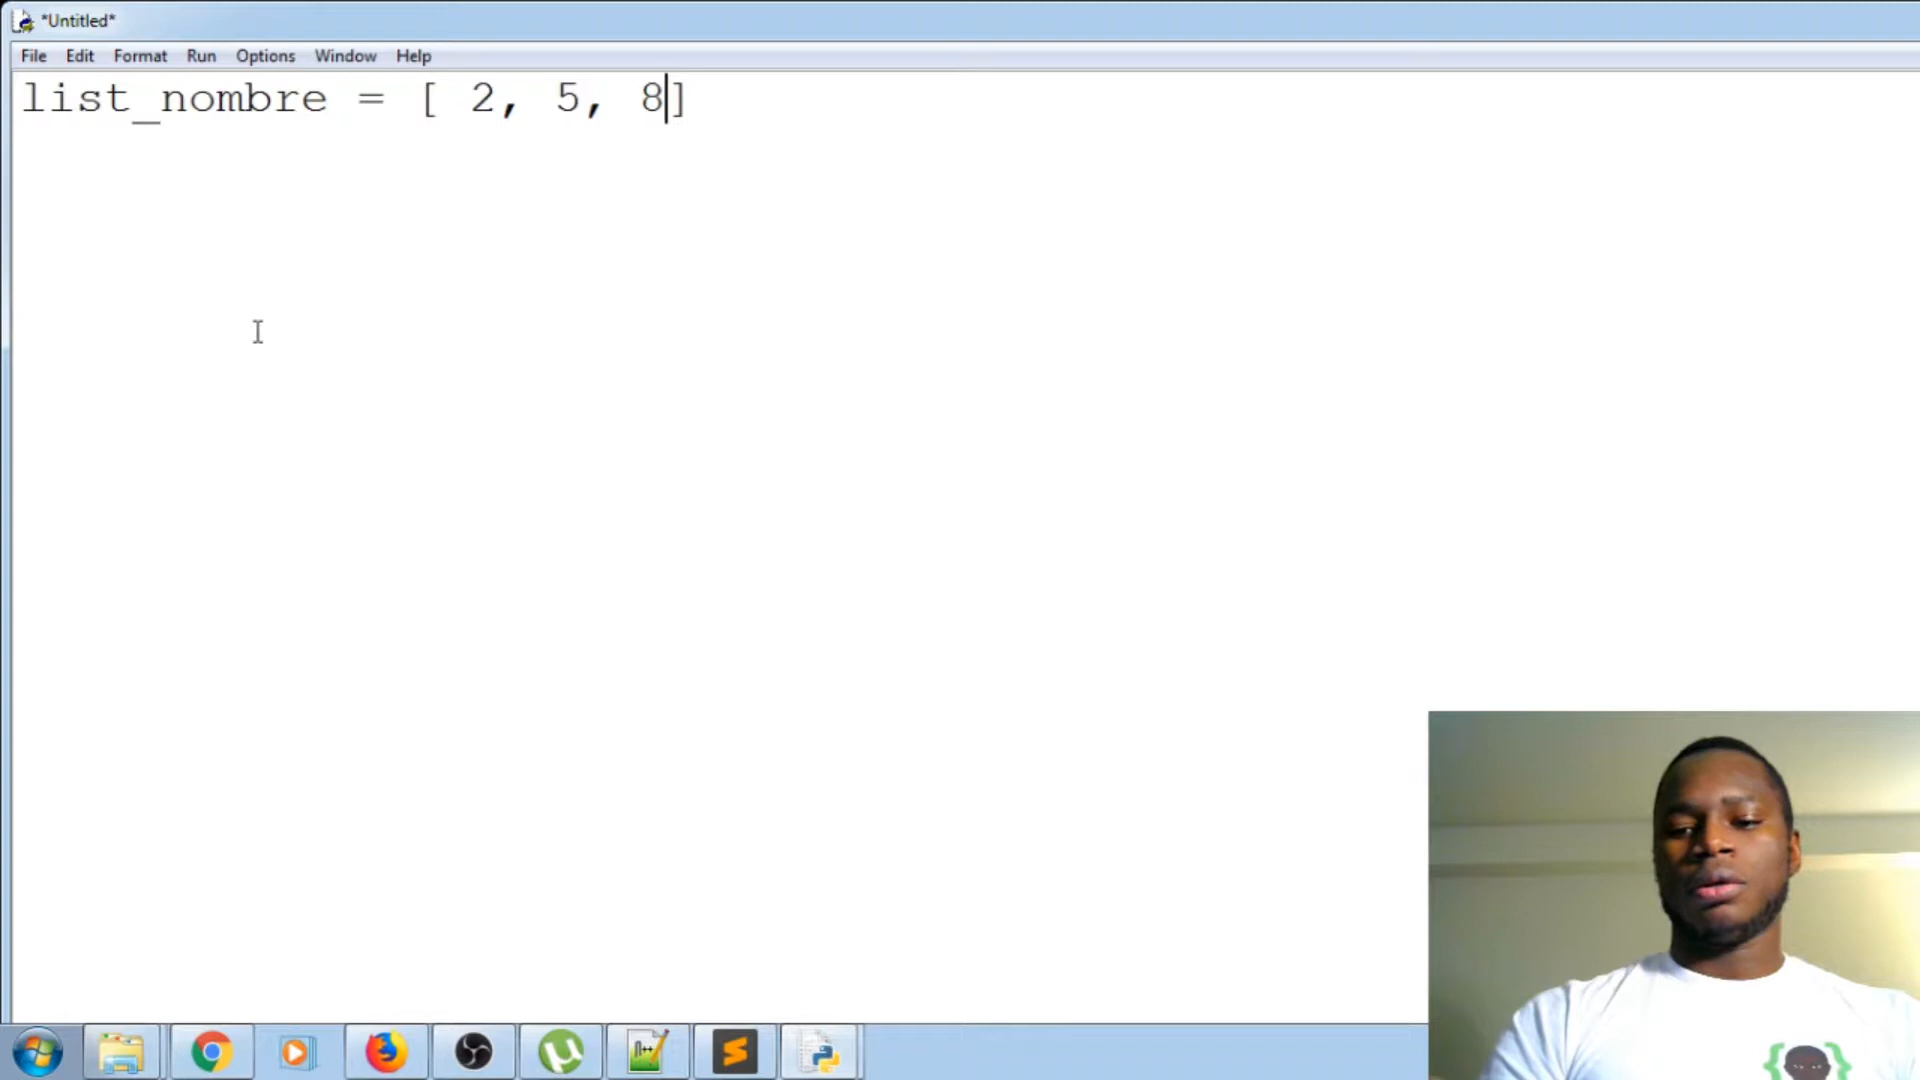 *Untitled*
File Edit Format Run Options Window Help
list_nombre = [ 2, 5, 8]